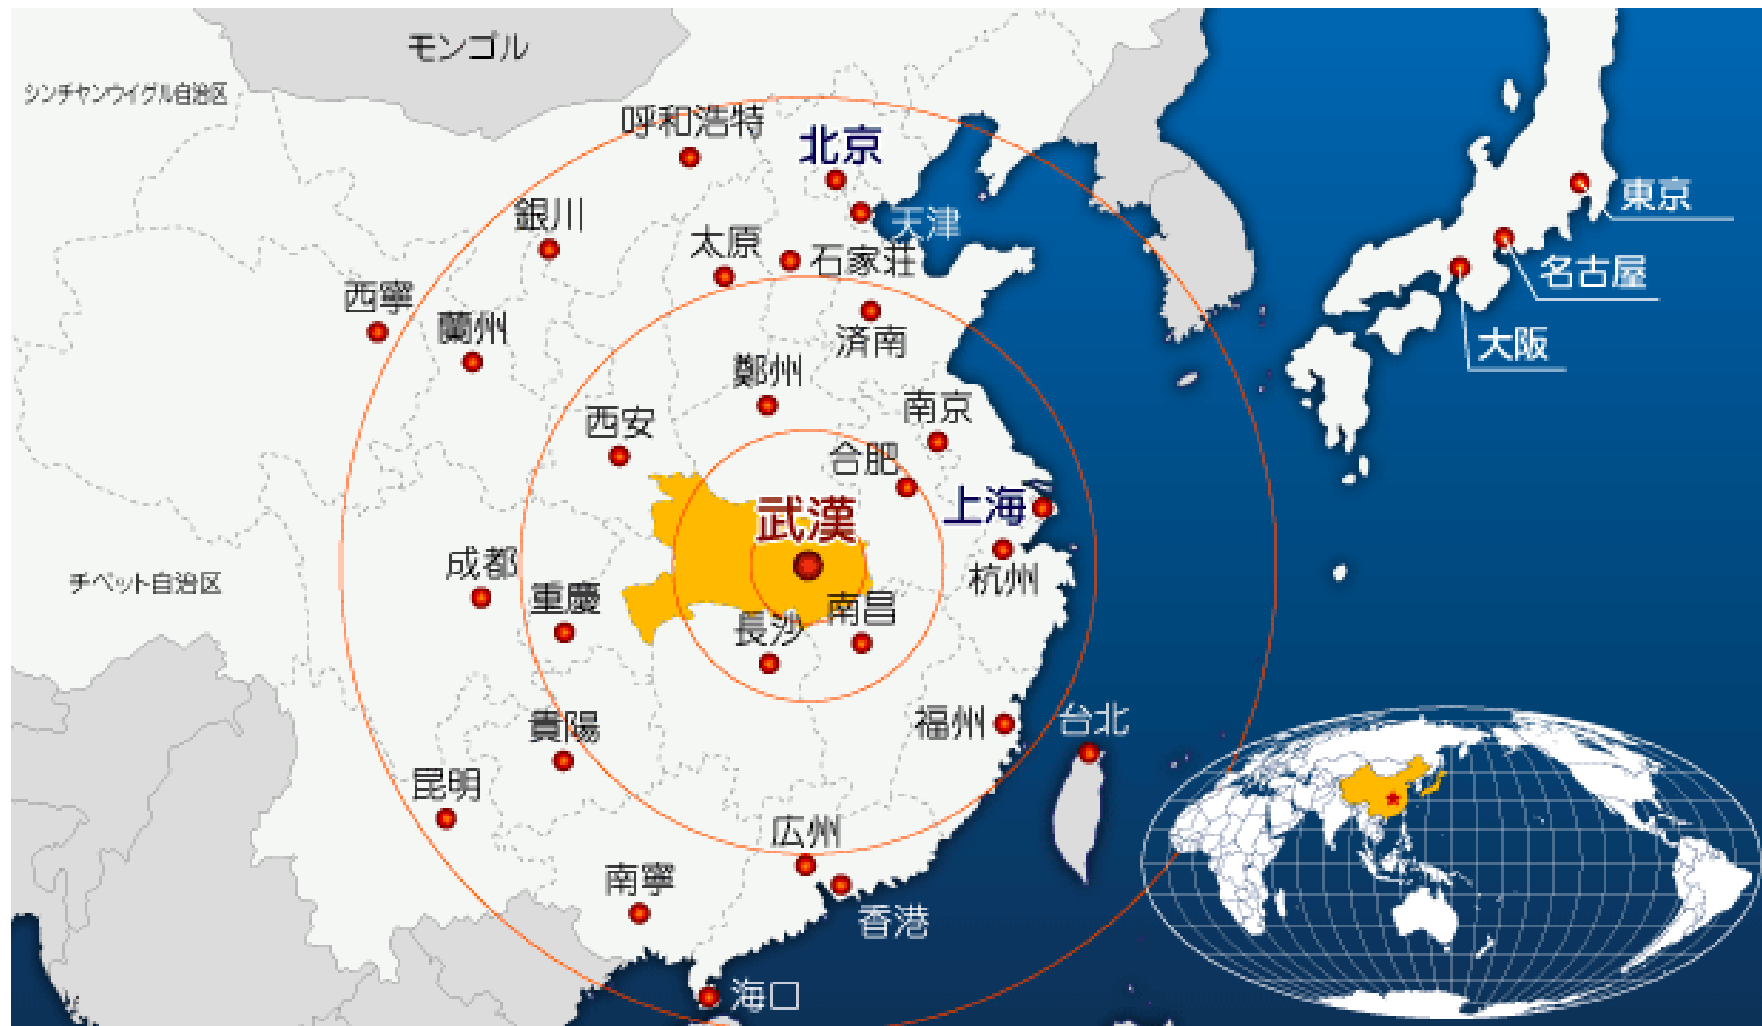 モンゴル
シンチヤンウイグル自治区
呼和浩特
北京
東京
銀川
天津
太原
石家荘
名古屋
西寧
蘭州
済南
大阪
鄭州
南京
西安
合肥
上海
武漢
成都
杭州
チベット自治区
重慶
南昌
長沙
福州
台北
貴陽
昆明
広州
南寧
香港
海口